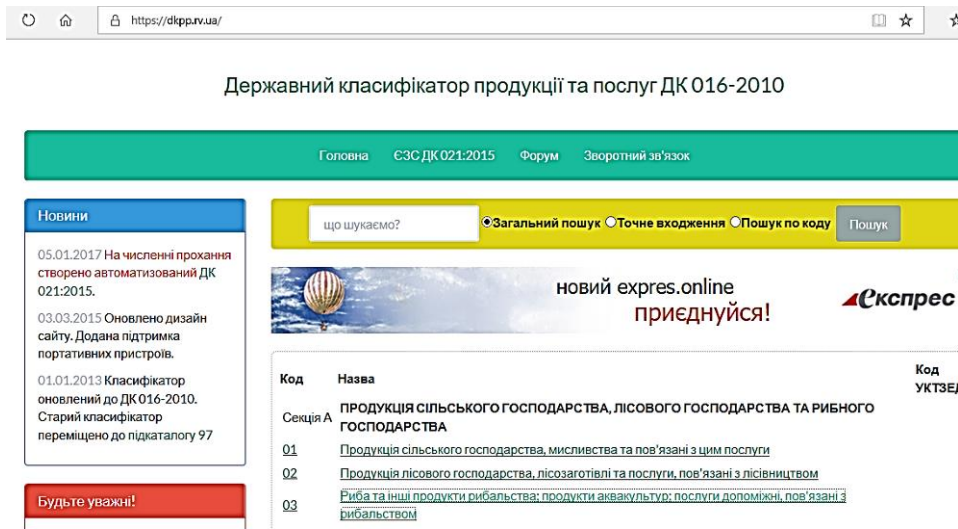 https://dkpp.rv.ua/
Державний класифікатор продукції та послуг ДК 016-2010
Головна ЄЗС ДК 021:2015 Форум Зворотний зв'язок
Новини
05.01.2017 На численні прохання
створено автоматизований ДК
021:2015.
03.03.2015 Оновлено дизайн
сайту. Додана підтримка
портативних пристроїв.
01.01.2013 Класифікатор
оновлений до ДК 016-2010.
Старий класифікатор
переміщено до підкаталогу 97
Будьте уважні!
що шукаємо? Загальний пошук Точне входження Пошук по коду Пошук
новий expres.online
приєднуйся!
експрес
Код Назва Код
УКТЗЕД
Секція А ПРОДУКЦІЯ СІЛЬСЬКОГО ГОСПОДАРСТВА, ЛІСОВОГО ГОСПОДАРСТВА ТА РИБНОГО
ГОСПОДАРСТВА
01 Продукція сільського господарства, мисливства та пов'язані з цим послуги
02 Продукція лісового господарства, лісозаготівлі та послуги, пов'язані з лісівництвом
03 Риба та інші продукти рибальства; продукти аквакультур; послуги допоміжні, пов'язані з
рибальством